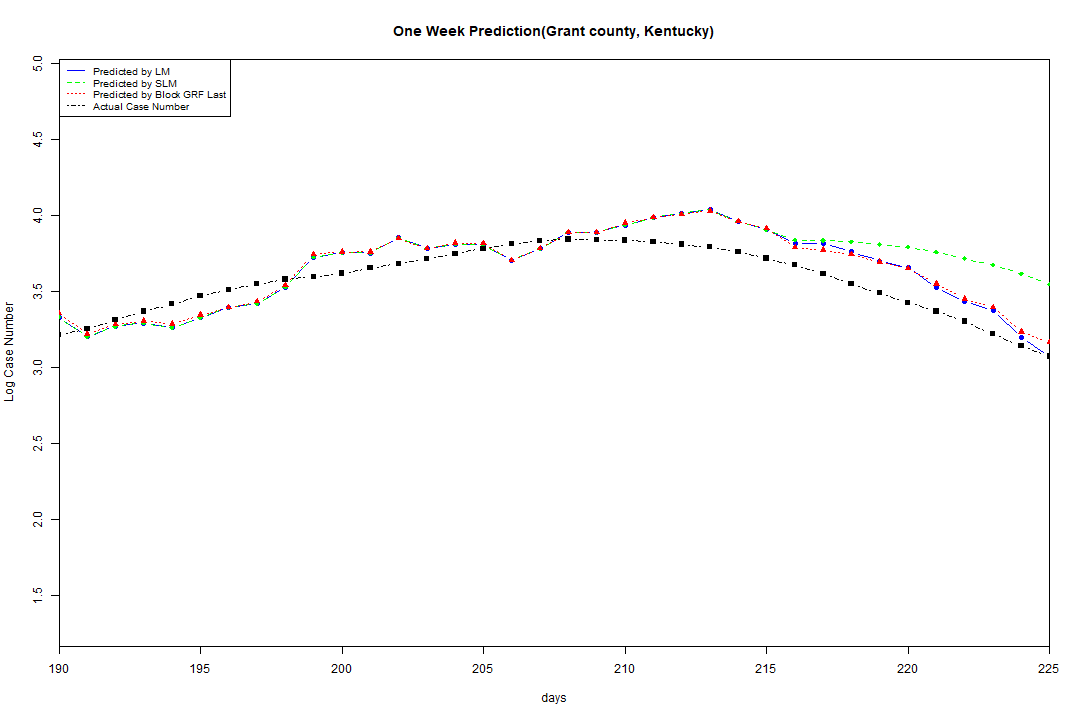 One Week Prediction(Grant county, Kentucky)
Predicted by LM
Predicted by SLM
Predicted by Block GRF Last
Actual Case Number
5.0
4.5
4.0
3.5
3.0
2.5
2.0
1.5
Log Case Number
190 195 200 205 210 215 220 225
days